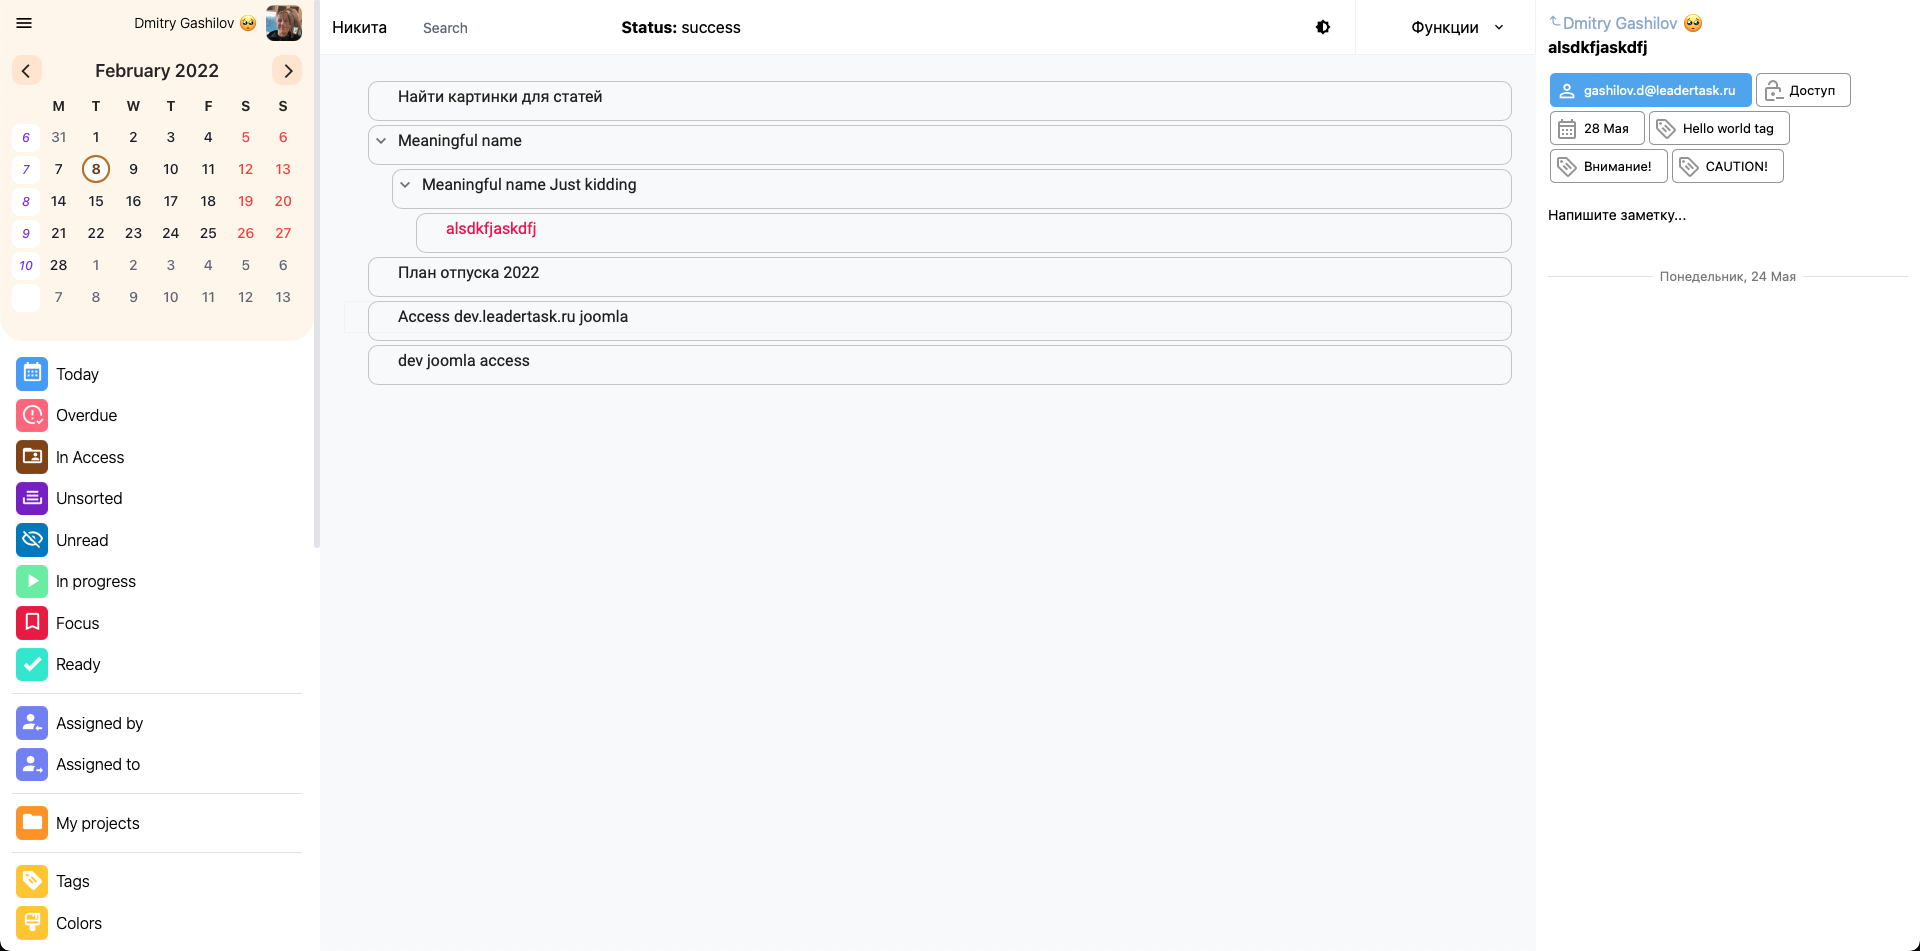 Dmitry Gashilov 🥺
February 2022
M T W T F S S
6 31 1 2 3 4 5 6
7 7 8 9 10 11 12 13
8 14 15 16 17 18 19 20
9 21 22 23 24 25 26 27
10 28 1 2 3 4 5 6
7 8 9 10 11 12 13
Today
Overdue
In Access
Unsorted
Unread
In progress
Focus
Ready
Assigned by
Assigned to
My projects
Tags
Colors
Никита Search Status: success Функции
Найти картинки для статей
Meaningful name
Meaningful name Just kidding
alsdkfjaskdfj
План отпуска 2022
Access dev.leadertask.ru joomla
dev joomla access
Dmitry Gashilov 🥺
alsdkfjaskdfj
gashilov.d@leadertask.ru Доступ
28 Мая Hello world tag
Внимание! CAUTION!
Напишите заметку...
Понедельник, 24 Мая